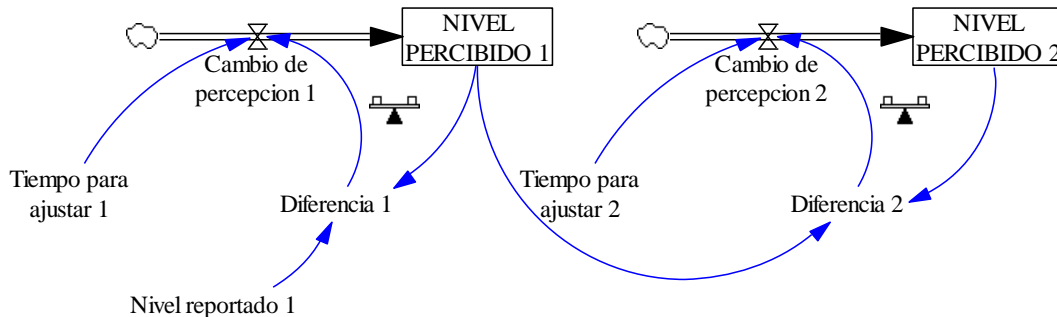 NIVEL
PERCIBIDO 1
Cambio de
percepcion 1
Tiempo para
ajustar 1
Diferencia 1
Nivel reportado 1
NIVEL
PERCIBIDO 2
Cambio de
percepcion 2
Tiempo para
ajustar 2
Diferencia 2